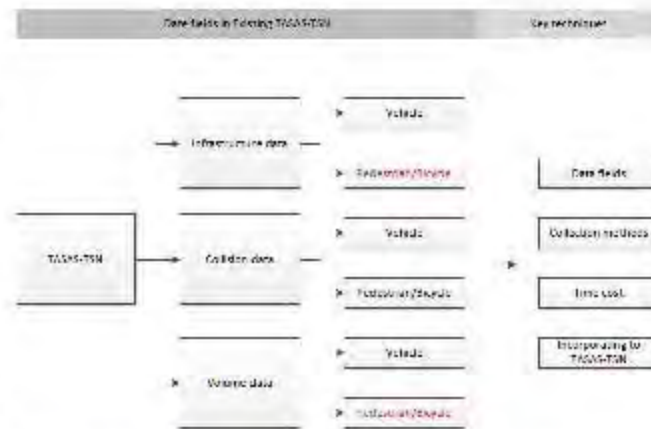 Data fields in Existing TASAS-TSN
Key techniques
Vehicle
Infrastructure data
Pedestrian/Bicycle
Data fields
Vehicle
Collection methods
TASAS-TSN
Collision data
Pedestrian/Bicycle
Time cost
Vehicle
Incorporating to
TASAS-TSN
Volume data
Pedestrian/Bicycle